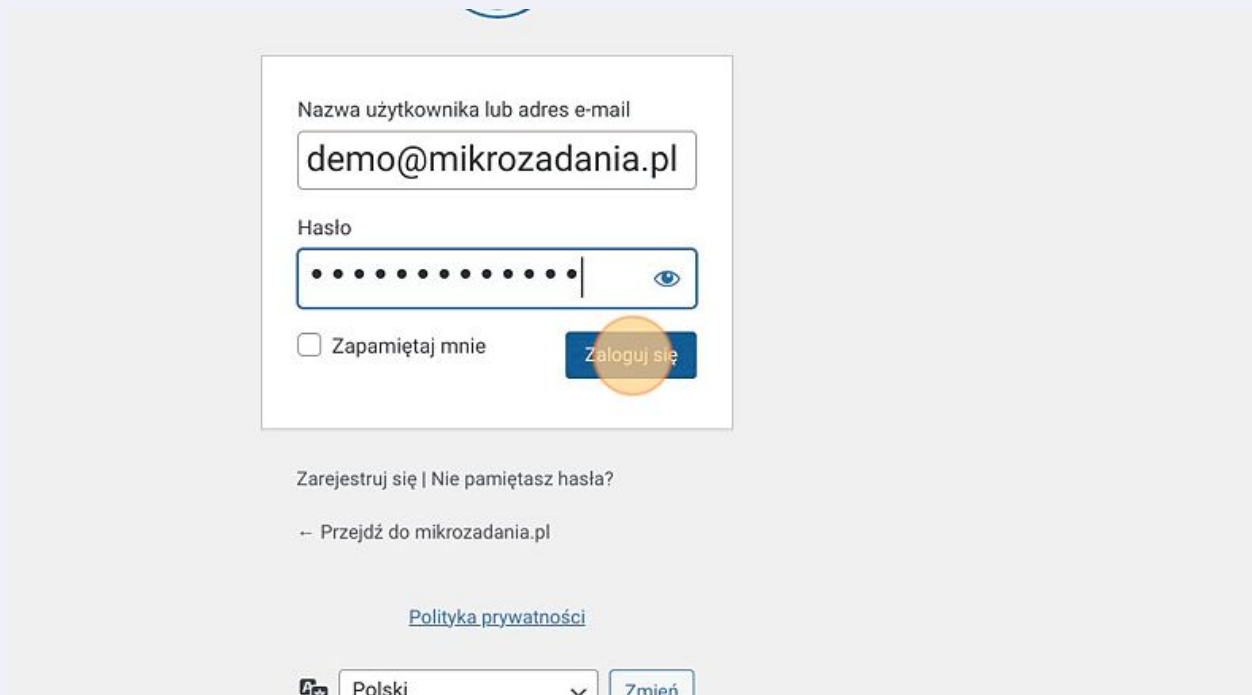 Nazwa użytkownika lub adres e-mail
demo@mikrozadania.pl
Hasło
Zapamiętaj mnie
Zaloguj się
Zarejestruj się | Nie pamiętasz hasła?
← Przejdź do mikrozadania.pl
Polityka prywatności
Polski
Zmień